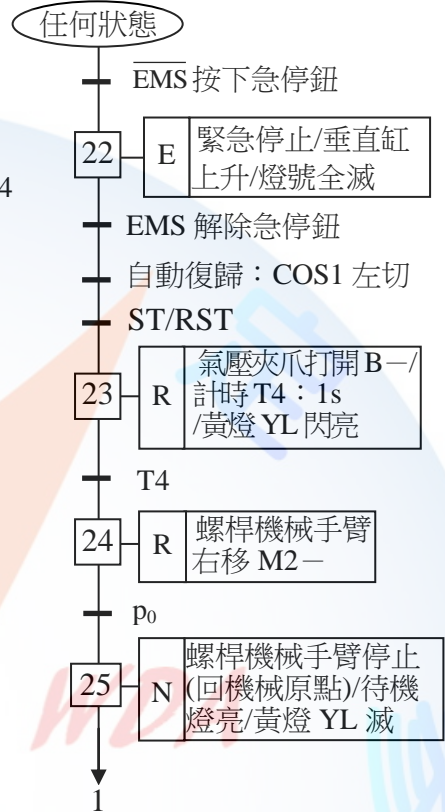 任何狀態
E̅M̅S̅ 按下急停鈕
22
E
緊急停止/垂直缸
上升/燈號全滅
4
EMS 解除急停鈕
自動復歸：COS1 左切
ST/RST
23
R
氣壓夾爪打開 B－/
計時 T4：1s
/黃燈 YL 閃亮
T4
24
R
螺桿機械手臂
右移 M2－
p₀
25
N
螺桿機械手臂停止
(回機械原點)/待機
燈亮/黃燈 YL 滅
WDA
1